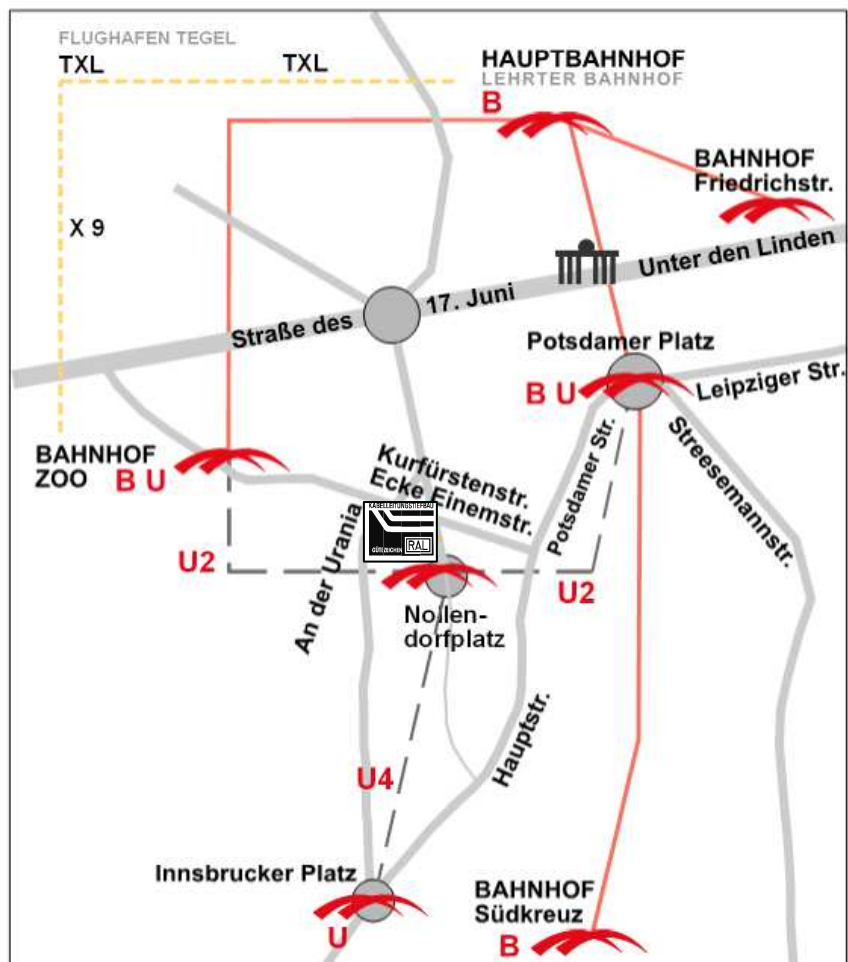 FLUGHAFEN TEGEL
TXL
TXL
HAUPTBAHNHOF
LEHRTER BAHNHOF
B
BAHNHOF
Friedrichstr.
X 9
Unter den Linden
Straße des
17. Juni
Potsdamer Platz
B U
Leipziger Str.
BAHNHOF
ZOO
B U
Kurfürstenstr.
Ecke Einemstr.
Potsdamer Str.
Streesemannstr.
KABELLEITUNGSTIEFBAU
GÜTEZEICHEN
RAL
An der Urania
U2
U2
Nollen-
dorfplatz
Hauptstr.
U4
Innsbrucker Platz
U
BAHNHOF
Südkreuz
B